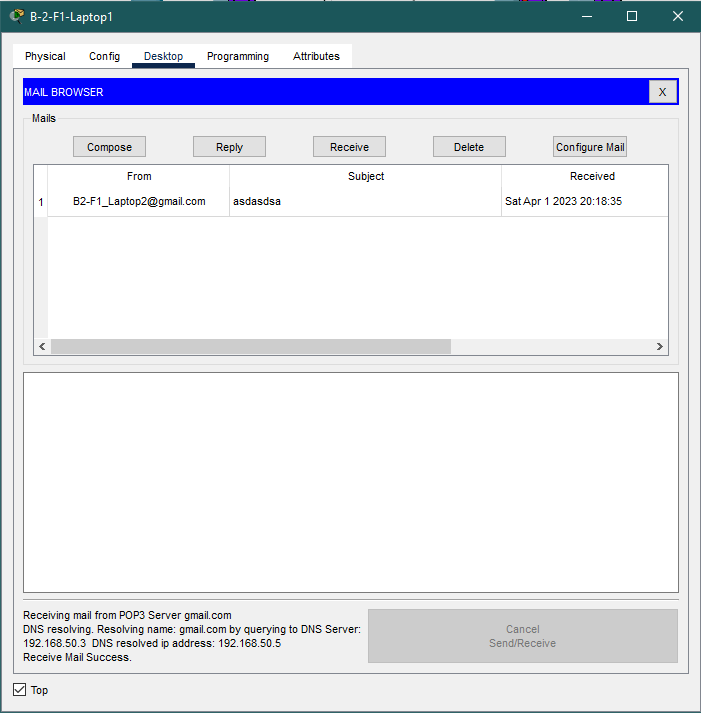 B-2-F1-Laptop1
Physical Config Desktop Programming Attributes
MAIL BROWSER X
Mails
Compose Reply Receive Delete Configure Mail
From Subject Received
1 B2-F1_Laptop2@gmail.com asdasdsa Sat Apr 1 2023 20:18:35
Receiving mail from POP3 Server gmail.com
DNS resolving. Resolving name: gmail.com by querying to DNS Server:
192.168.50.3  DNS resolved ip address: 192.168.50.5
Receive Mail Success.
Cancel
Send/Receive
Top